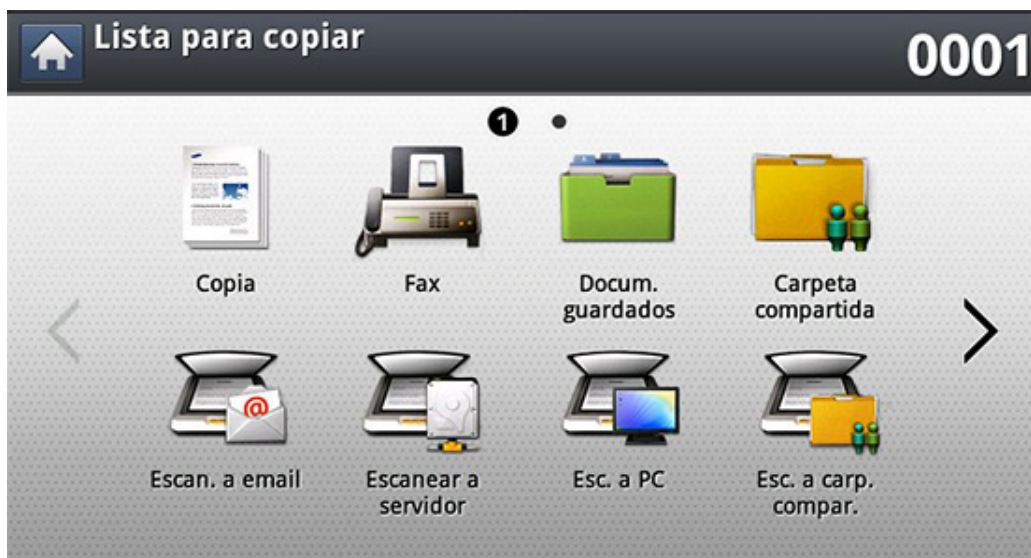 Lista para copiar
0001
1
Copia
Fax
Docum.
guardados
Carpeta
compartida
@
Escan. a email
Escanear a
servidor
Esc. a PC
Esc. a carp.
compar.